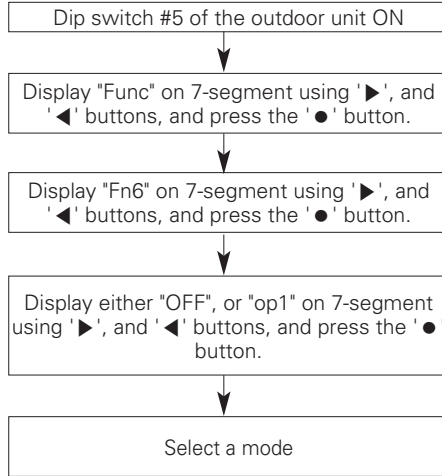 Dip switch #5 of the outdoor unit ON
Display "Func" on 7-segment using '▶', and
'◀' buttons, and press the '●' button.
Display "Fn6" on 7-segment using '▶', and
'◀' buttons, and press the '●' button.
Display either "OFF", or "op1" on 7-segment
using '▶', and '◀' buttons, and press the '●'
button.
Select a mode